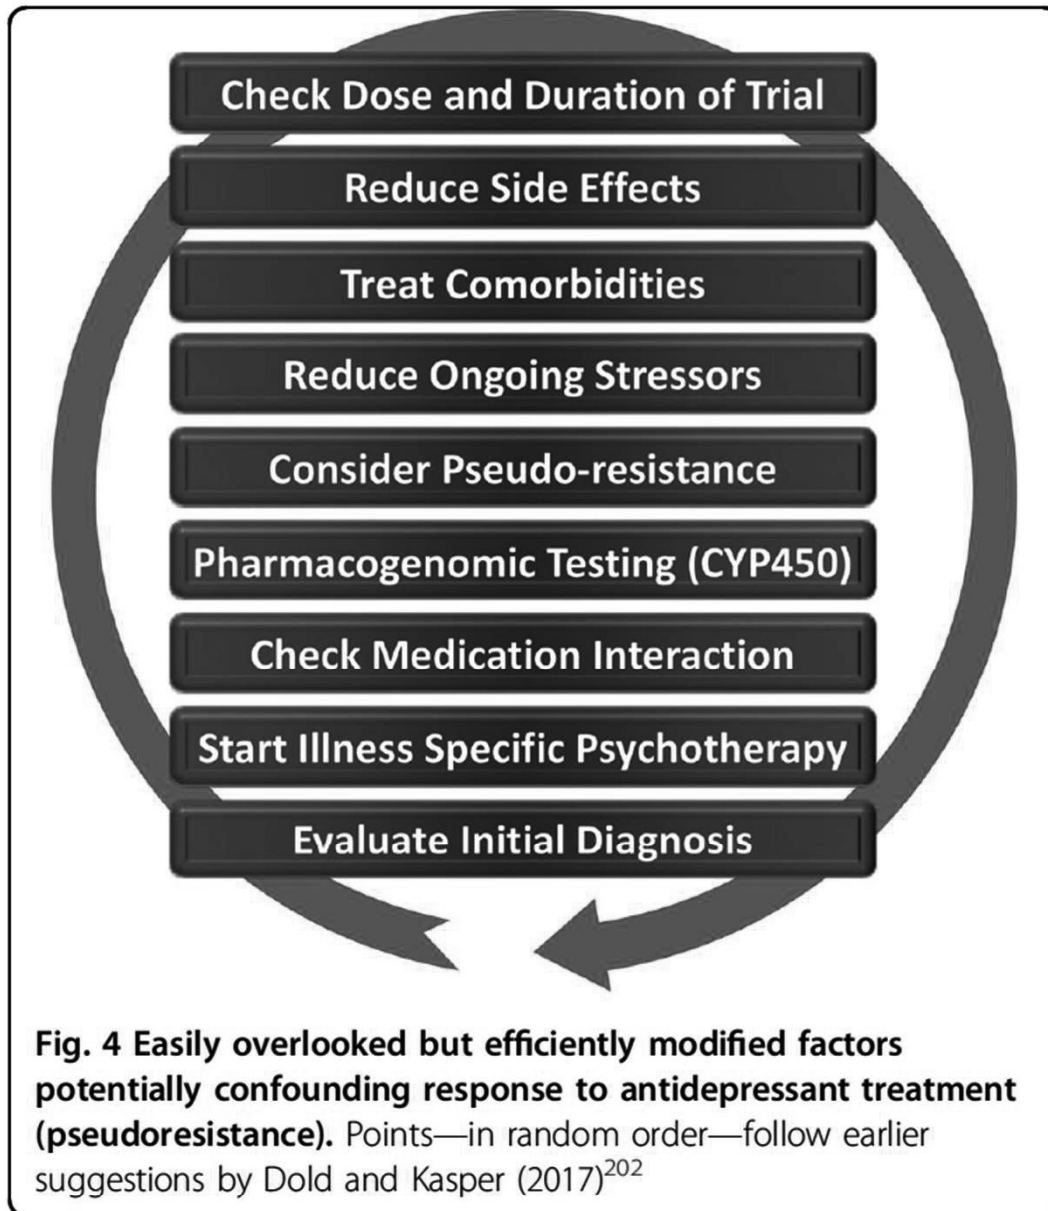 Check Dose and Duration of Trial
Reduce Side Effects
Treat Comorbidities
Reduce Ongoing Stressors
Consider Pseudo-resistance
Pharmacogenomic Testing (CYP450)
Check Medication Interaction
Start Illness Specific Psychotherapy
Evaluate Initial Diagnosis
Fig. 4 Easily overlooked but efficiently modified factors
potentially confounding response to antidepressant treatment
(pseudoresistance). Points—in random order—follow earlier
suggestions by Dold and Kasper (2017)202